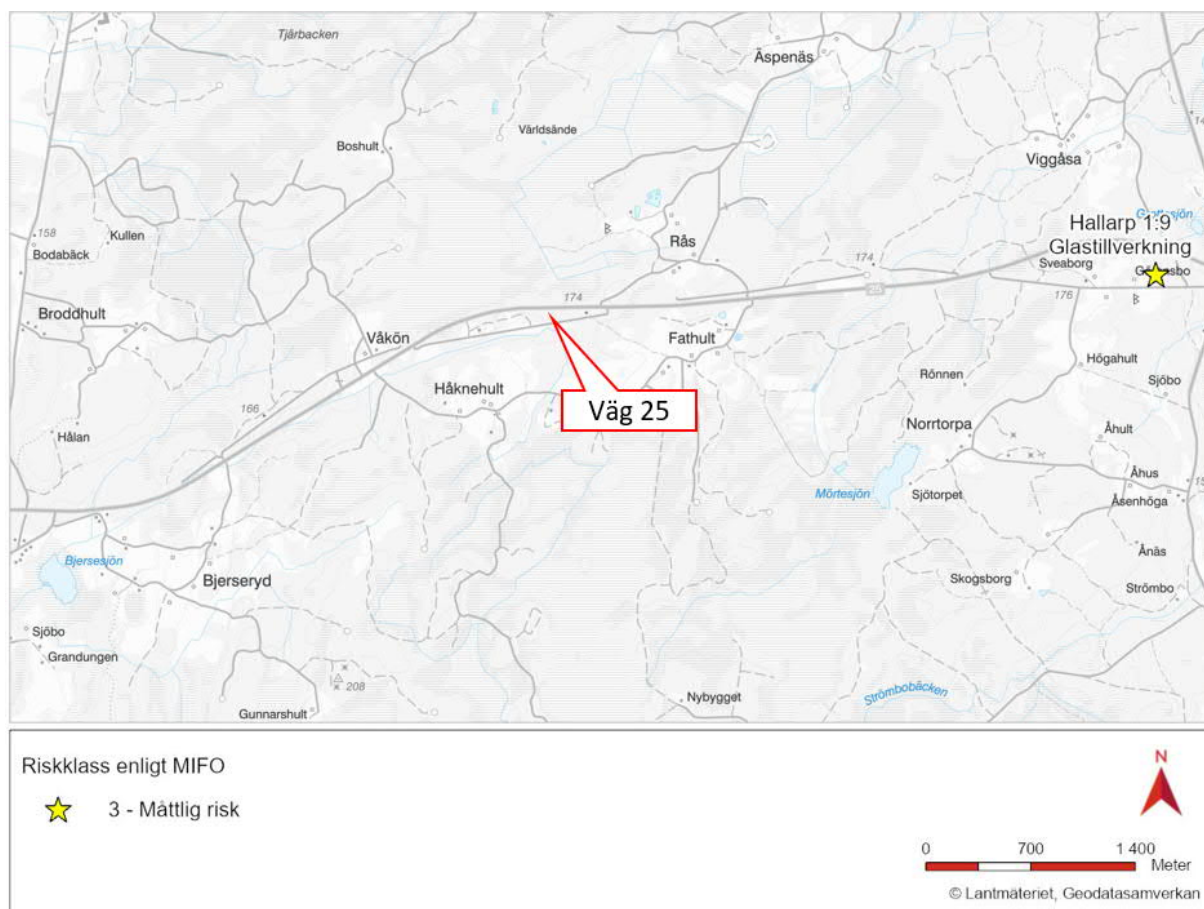 Tjärbacken
Äspenäs
Världsände
Boshult
Viggåsa
158
Kullen
Bodabäck
Rås
Hallarp 1:9
Glastillverkning
174
Sveaborg
174
176
Broddhult
Våkön
Fathult
Håknehult
Högahult
Rönnen
Sjöbo
Väg 25
166
Norrtorpa
Åhult
Hålan
Åhus
Mörtesjön
Sjötorpet
Åsenhöga
Bjersesjön
Ånäs
Bjerseryd
Skogsborg
Strömbo
Sjöbo
Grandungen
208
Nybygget
Strömbobäcken
Gunnarshult
Riskklass enligt MIFO
3 - Måttlig risk
N
0 700 1 400
Meter
© Lantmäteriet, Geodatasamverkan